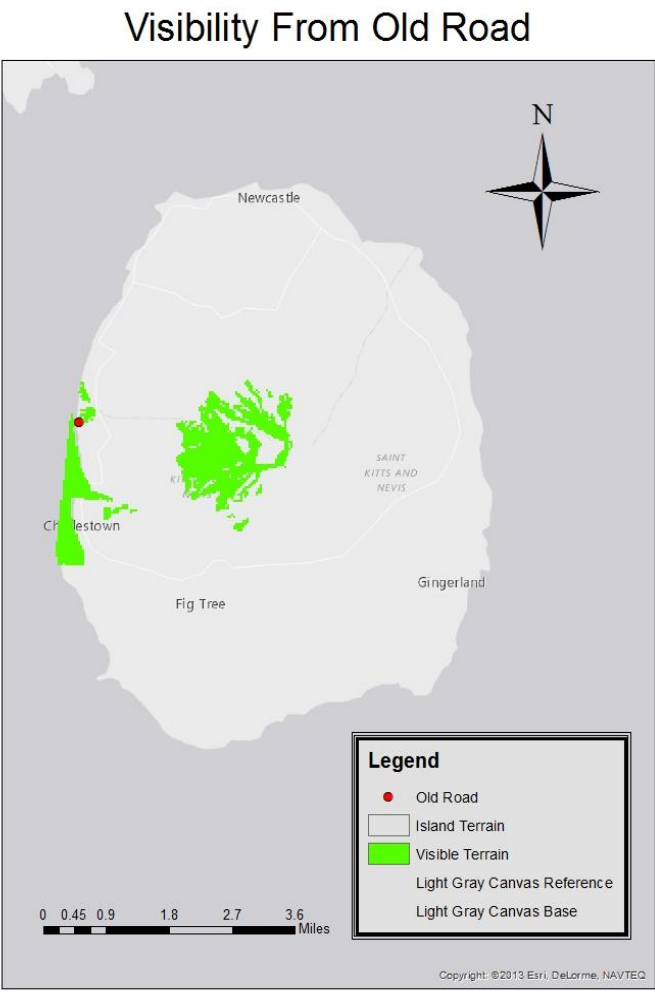 Visibility From Old Road
N
Newcastle
SAINT
KITTS AND
NEVIS
Gingerland
Fig Tree
Legend
Old Road
Island Terrain
Visible Terrain
Light Gray Canvas Reference
Light Gray Canvas Base
0 0.45 0.9 1.8 2.7 3.6
Miles
Copyright: ©2013 Esri, DeLorme, NAVTEQ